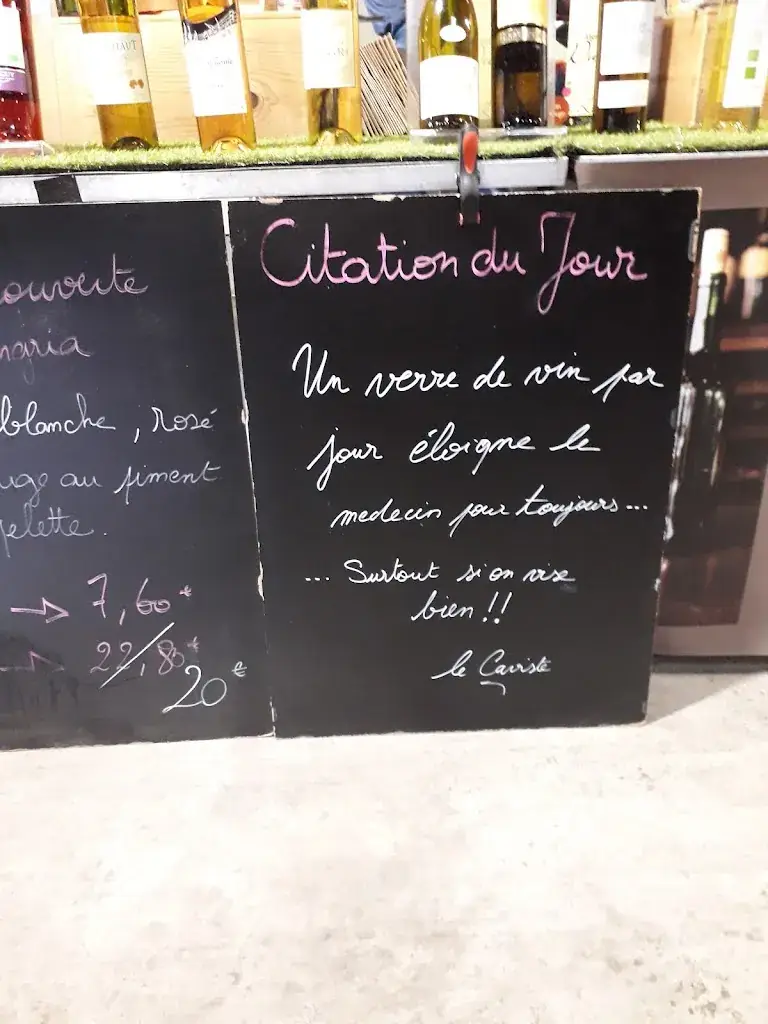 ouverte
ngria
blanche, rosé
uge au piment
pelette.
→ 7,60€
→ 22,80€
20€
Citation du Jour
Un verre de vin par
jour éloigne le
medecin pour toujours...
... Surtout si on vise
bien !!
le Caviste